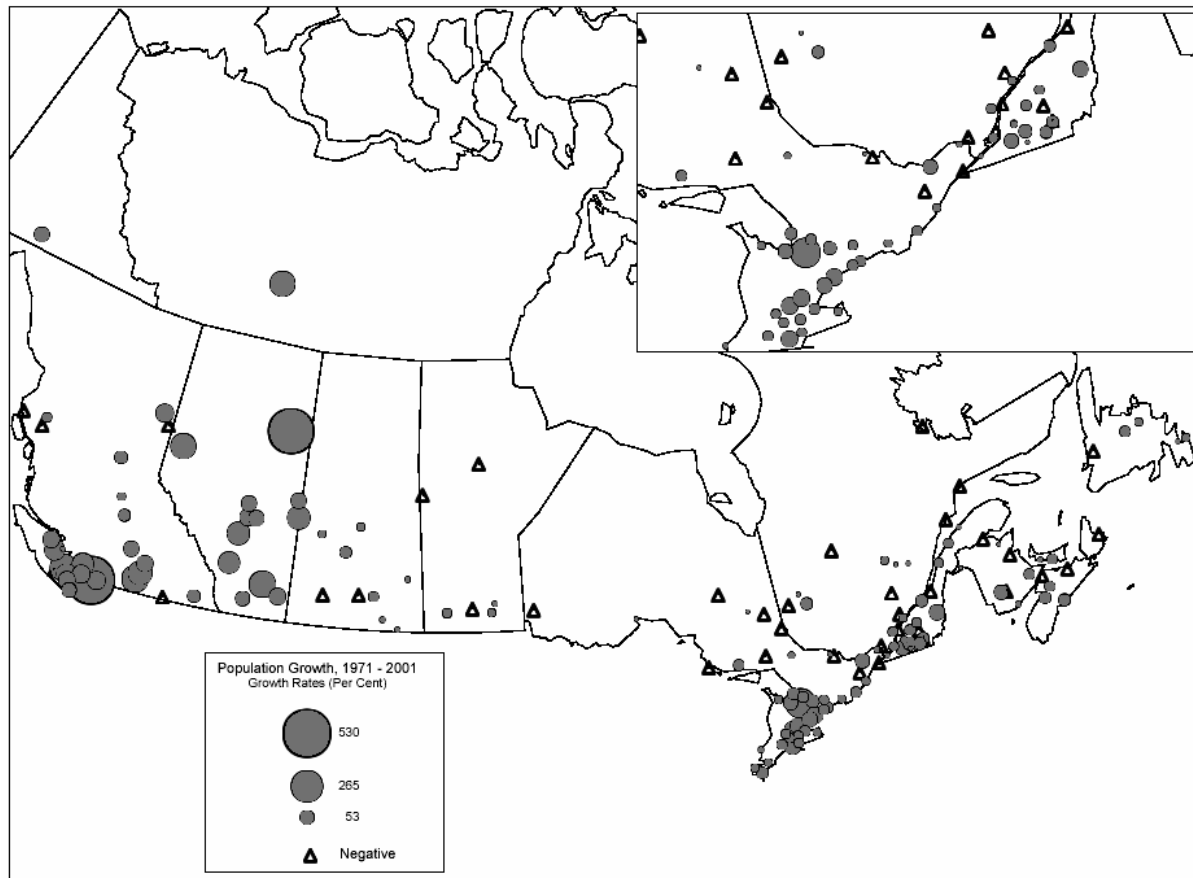 Population Growth, 1971 - 2001
Growth Rates (Per Cent)
530
265
53
Negative